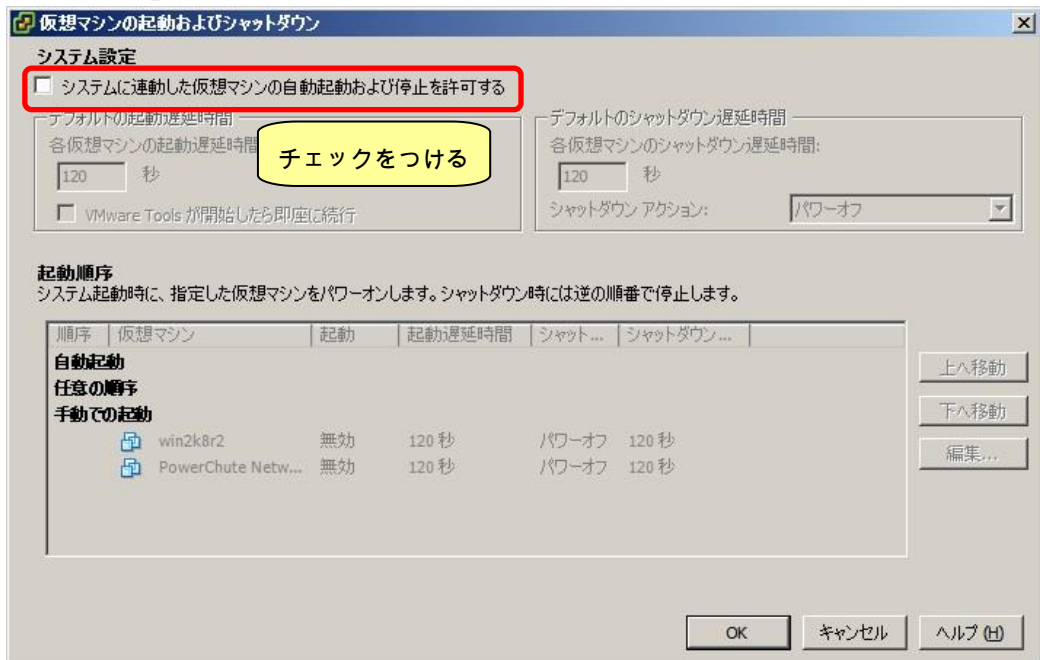 仮想マシンの起動およびシャットダウン
システム設定
システムに連動した仮想マシンの自動起動および停止を許可する
デフォルトの起動遅延時間
各仮想マシンの起動遅延時間
120 秒
VMware Tools が開始したら即座に続行
チェックをつける
デフォルトのシャットダウン遅延時間
各仮想マシンのシャットダウン遅延時間:
120 秒
シャットダウン アクション: パワーオフ
起動順序
システム起動時に、指定した仮想マシンをパワーオンします。シャットダウン時には逆の順番で停止します。
順序 仮想マシン 起動 起動遅延時間 シャット... シャットダウン...
自動起動
任意の順序
手動での起動
win2k8r2 無効 120 秒 パワーオフ 120 秒
PowerChute Netw... 無効 120 秒 パワーオフ 120 秒
上へ移動
下へ移動
編集...
OK キャンセル ヘルプ (H)